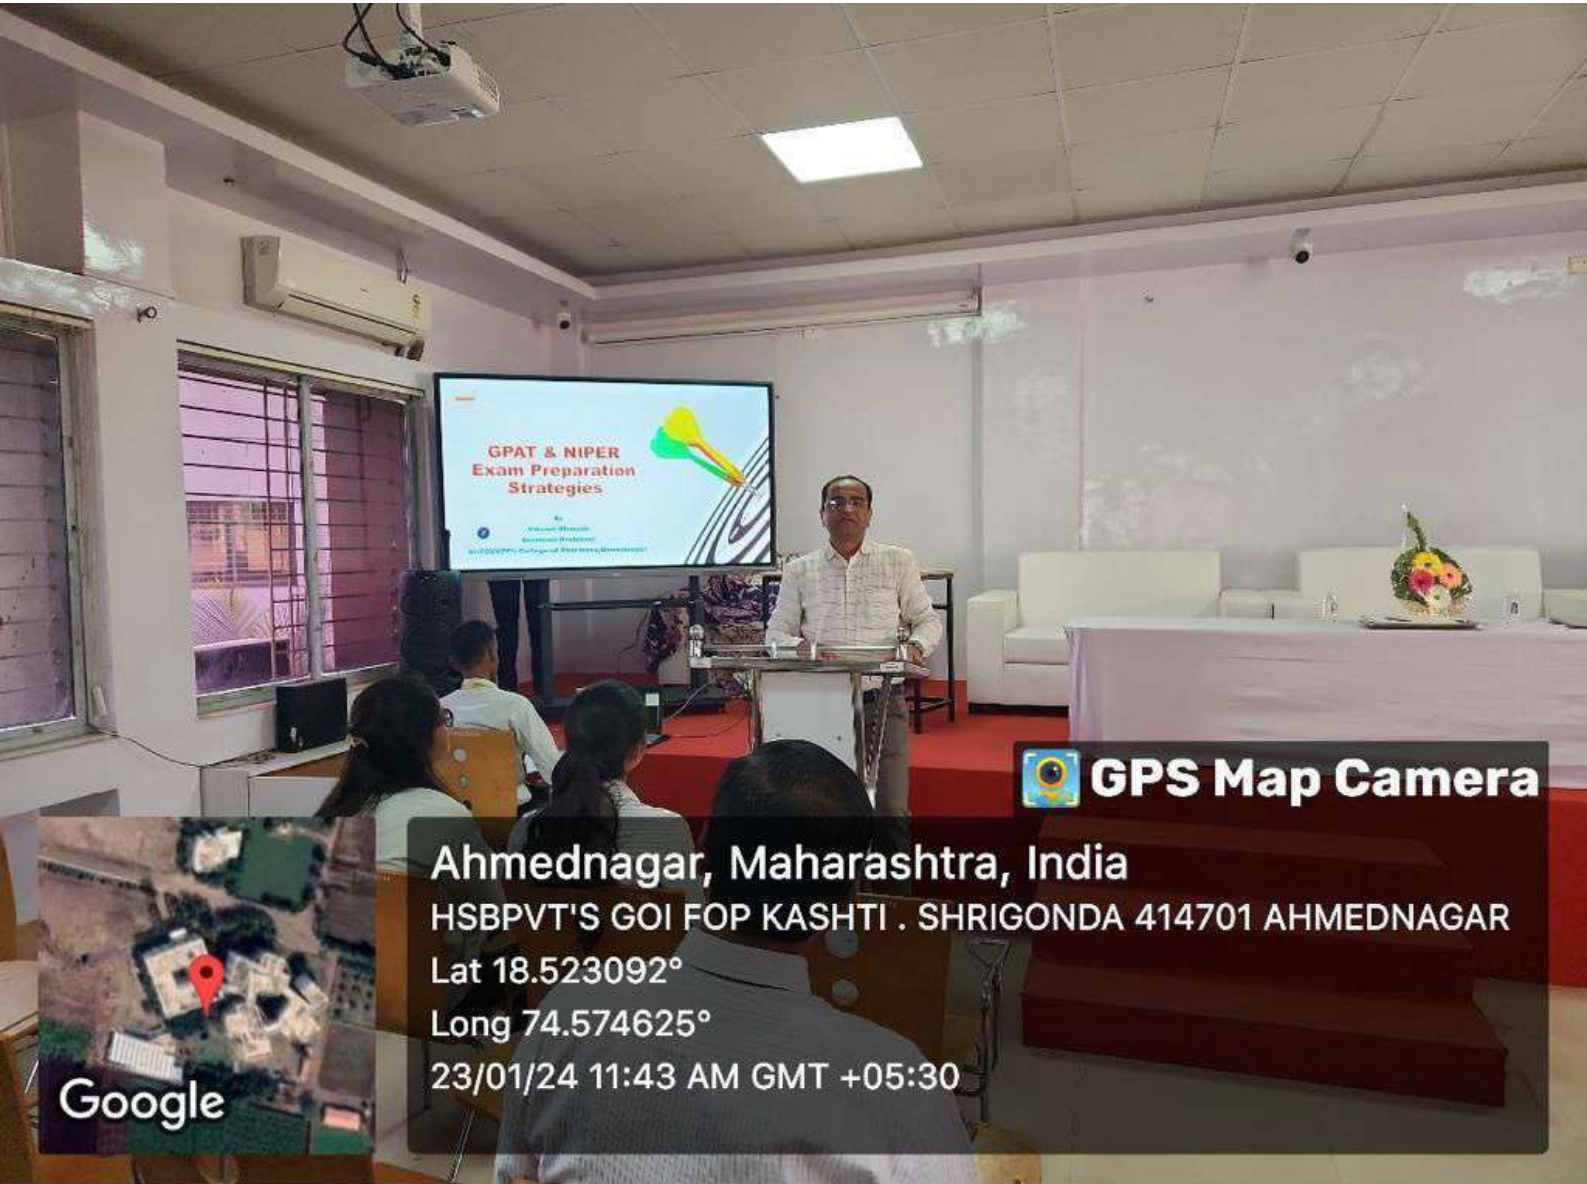 GPAT & NIPER
Exam Preparation
Strategies
By
GPS Map Camera
Ahmednagar, Maharashtra, India
HSBPVT'S GOI FOP KASHTI . SHRIGONDA 414701 AHMEDNAGAR
Lat 18.523092°
Long 74.574625°
23/01/24 11:43 AM GMT +05:30
Google